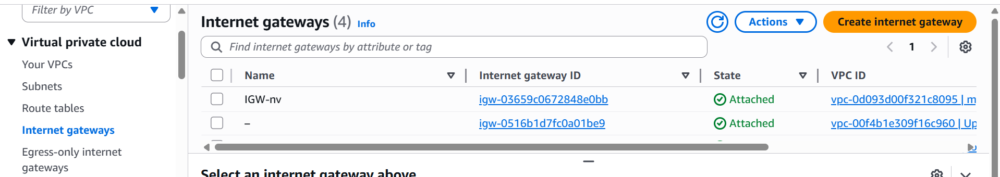 Filter by VPC
Virtual private cloud
Your VPCs
Subnets
Route tables
Internet gateways
Egress-only internet
gateways
Internet gateways (4) Info
Actions
Create internet gateway
Find internet gateways by attribute or tag
1
Name Internet gateway ID State VPC ID
IGW-nv igw-03659c0672848e0bb Attached vpc-0d093d00f321c8095 | m
– igw-0516b1d7fc0a01be9 Attached vpc-00f4b1e309f16c960 | Up
Select an internet gateway above